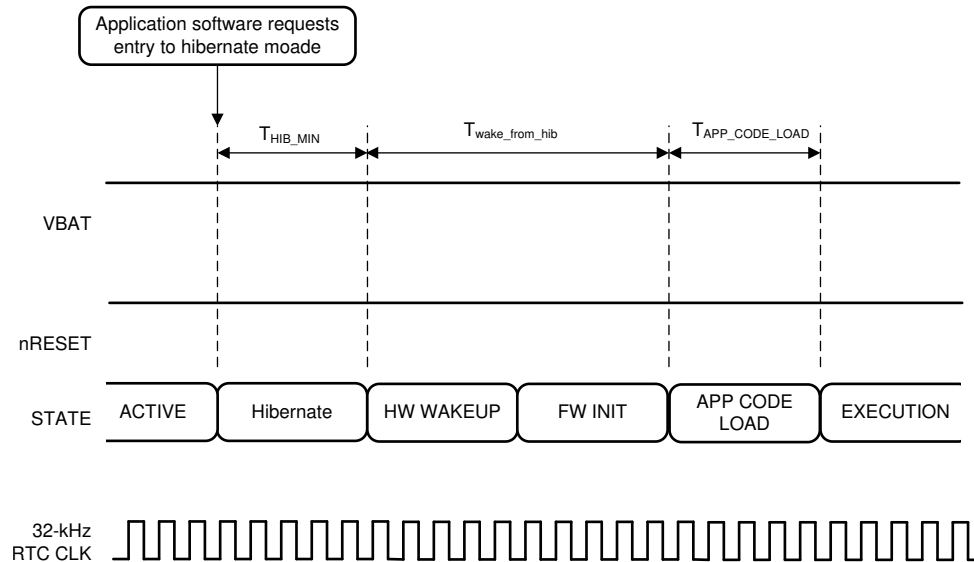 Application software requests
entry to hibernate moade
THIB_MIN
Twake_from_hib
TAPP_CODE_LOAD
VBAT
nRESET
STATE
ACTIVE
Hibernate
HW WAKEUP
FW INIT
APP CODE
LOAD
EXECUTION
32-kHz
RTC CLK